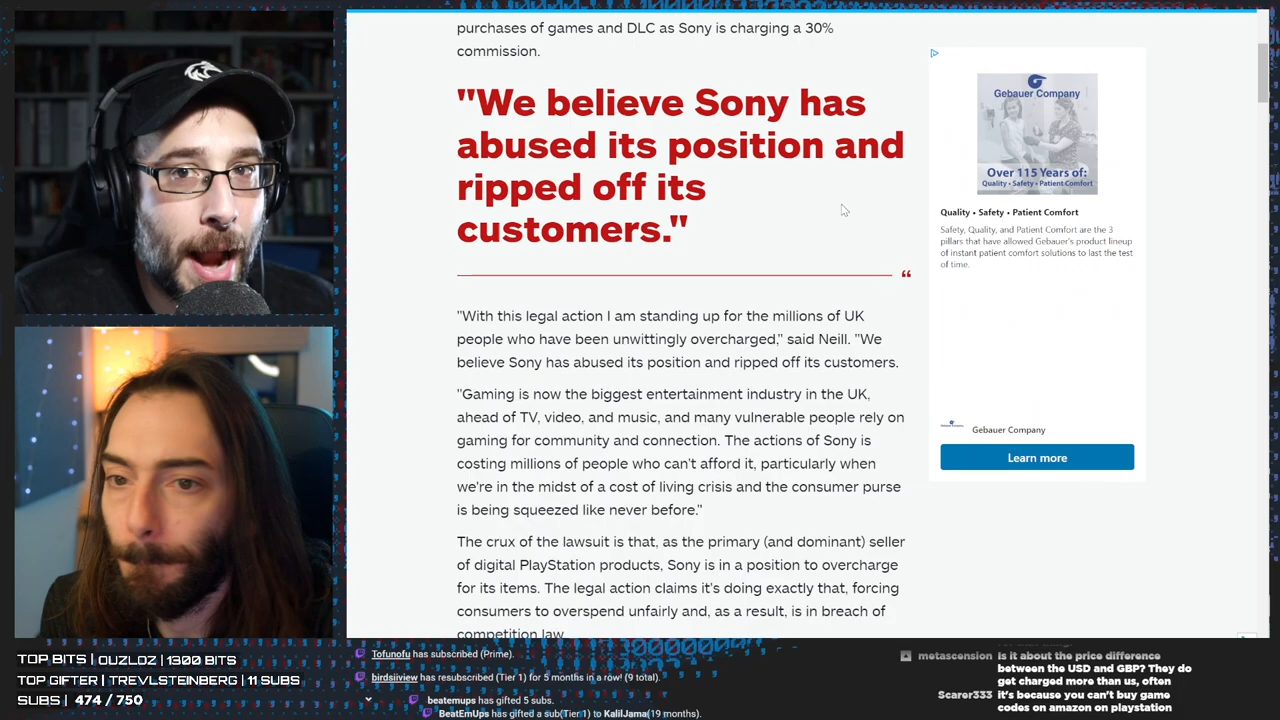 purchases of games and DLC as Sony is charging a 30%
commission.
"We believe Sony has
abused its position and
ripped off its
customers."
“
"With this legal action I am standing up for the millions of UK
people who have been unwittingly overcharged," said Neill. "We
believe Sony has abused its position and ripped off its customers.
"Gaming is now the biggest entertainment industry in the UK,
ahead of TV, video, and music, and many vulnerable people rely on
gaming for community and connection. The actions of Sony is
costing millions of people who can't afford it, particularly when
we're in the midst of a cost of living crisis and the consumer purse
is being squeezed like never before."
The crux of the lawsuit is that, as the primary (and dominant) seller
of digital PlayStation products, Sony is in a position to overcharge
for its items. The legal action claims it's doing exactly that, forcing
consumers to overspend unfairly and, as a result, is in breach of
competition law
Gebauer Company
Over 115 Years of:
Quality • Safety • Patient Comfort
Quality • Safety • Patient Comfort
Safety, Quality, and Patient Comfort are the 3
pillars that have allowed Gebauer's product lineup
of instant patient comfort solutions to last the test
of time.
Gebauer Company
Learn more
TOP BITS | OUZLOZ | 1300 BITS
TOP GIFTER | TREVLSTEINBERG | 11 SUBS
SUBS | 474 / 750
Tofunofu has subscribed (Prime).
birdsiiview has resubscribed (Tier 1) for 5 months in a row! (9 total).
beatemups has gifted 5 subs.
BeatEmUps has gifted a sub(Tier 1) to KalilJama(19 months).
metascension Is it about the price difference
between the USD and GBP? They do
get charged more than us, often
Scarer333 it's because you can't buy game
codes on amazon on playstation